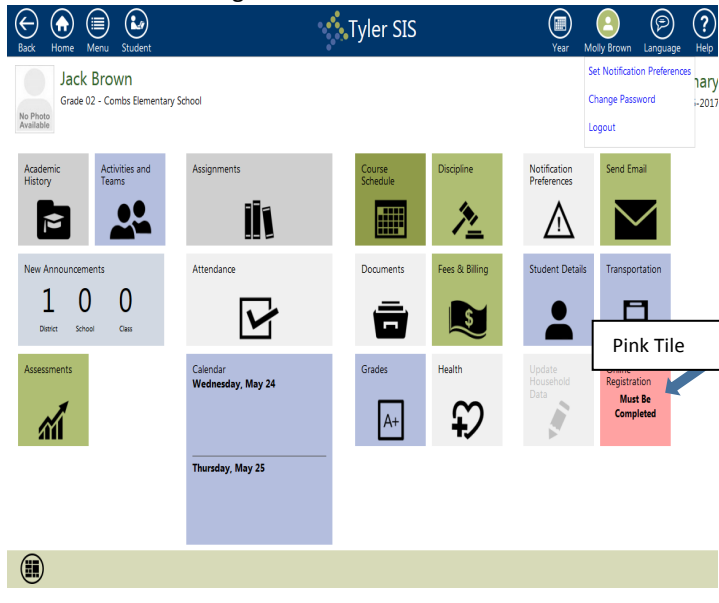 Back
Home
Menu
Student
Tyler SIS
Year
Molly Brown
Language
Help
Set Notification Preferences
Change Password
Logout
No Photo
Available
Jack Brown
Grade 02 - Combs Elementary School
-2017
Academic
History
Activities and
Teams
Assignments
Course
Schedule
Discipline
Notification
Preferences
Send Email
New Announcements
1 0 0
District School Class
Attendance
Documents
Fees & Billing
$
Student Details
Transportation
Pink Tile
Assessments
Calendar
Wednesday, May 24
Thursday, May 25
Grades
A+
Health
Update
Household
Data
Registration
Must Be
Completed